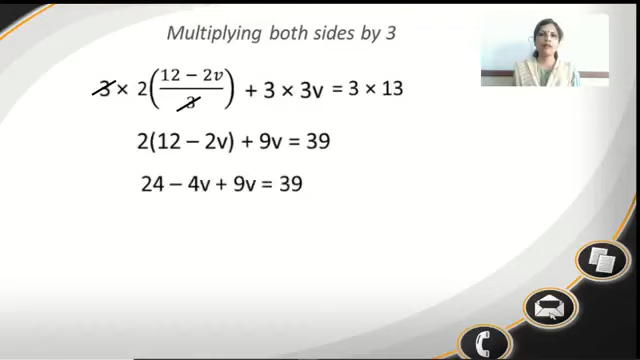 Multiplying both sides by 3
3 × 2((12 − 2v)/3) + 3 × 3v = 3 × 13
2(12 − 2v) + 9v = 39
24 − 4v + 9v = 39